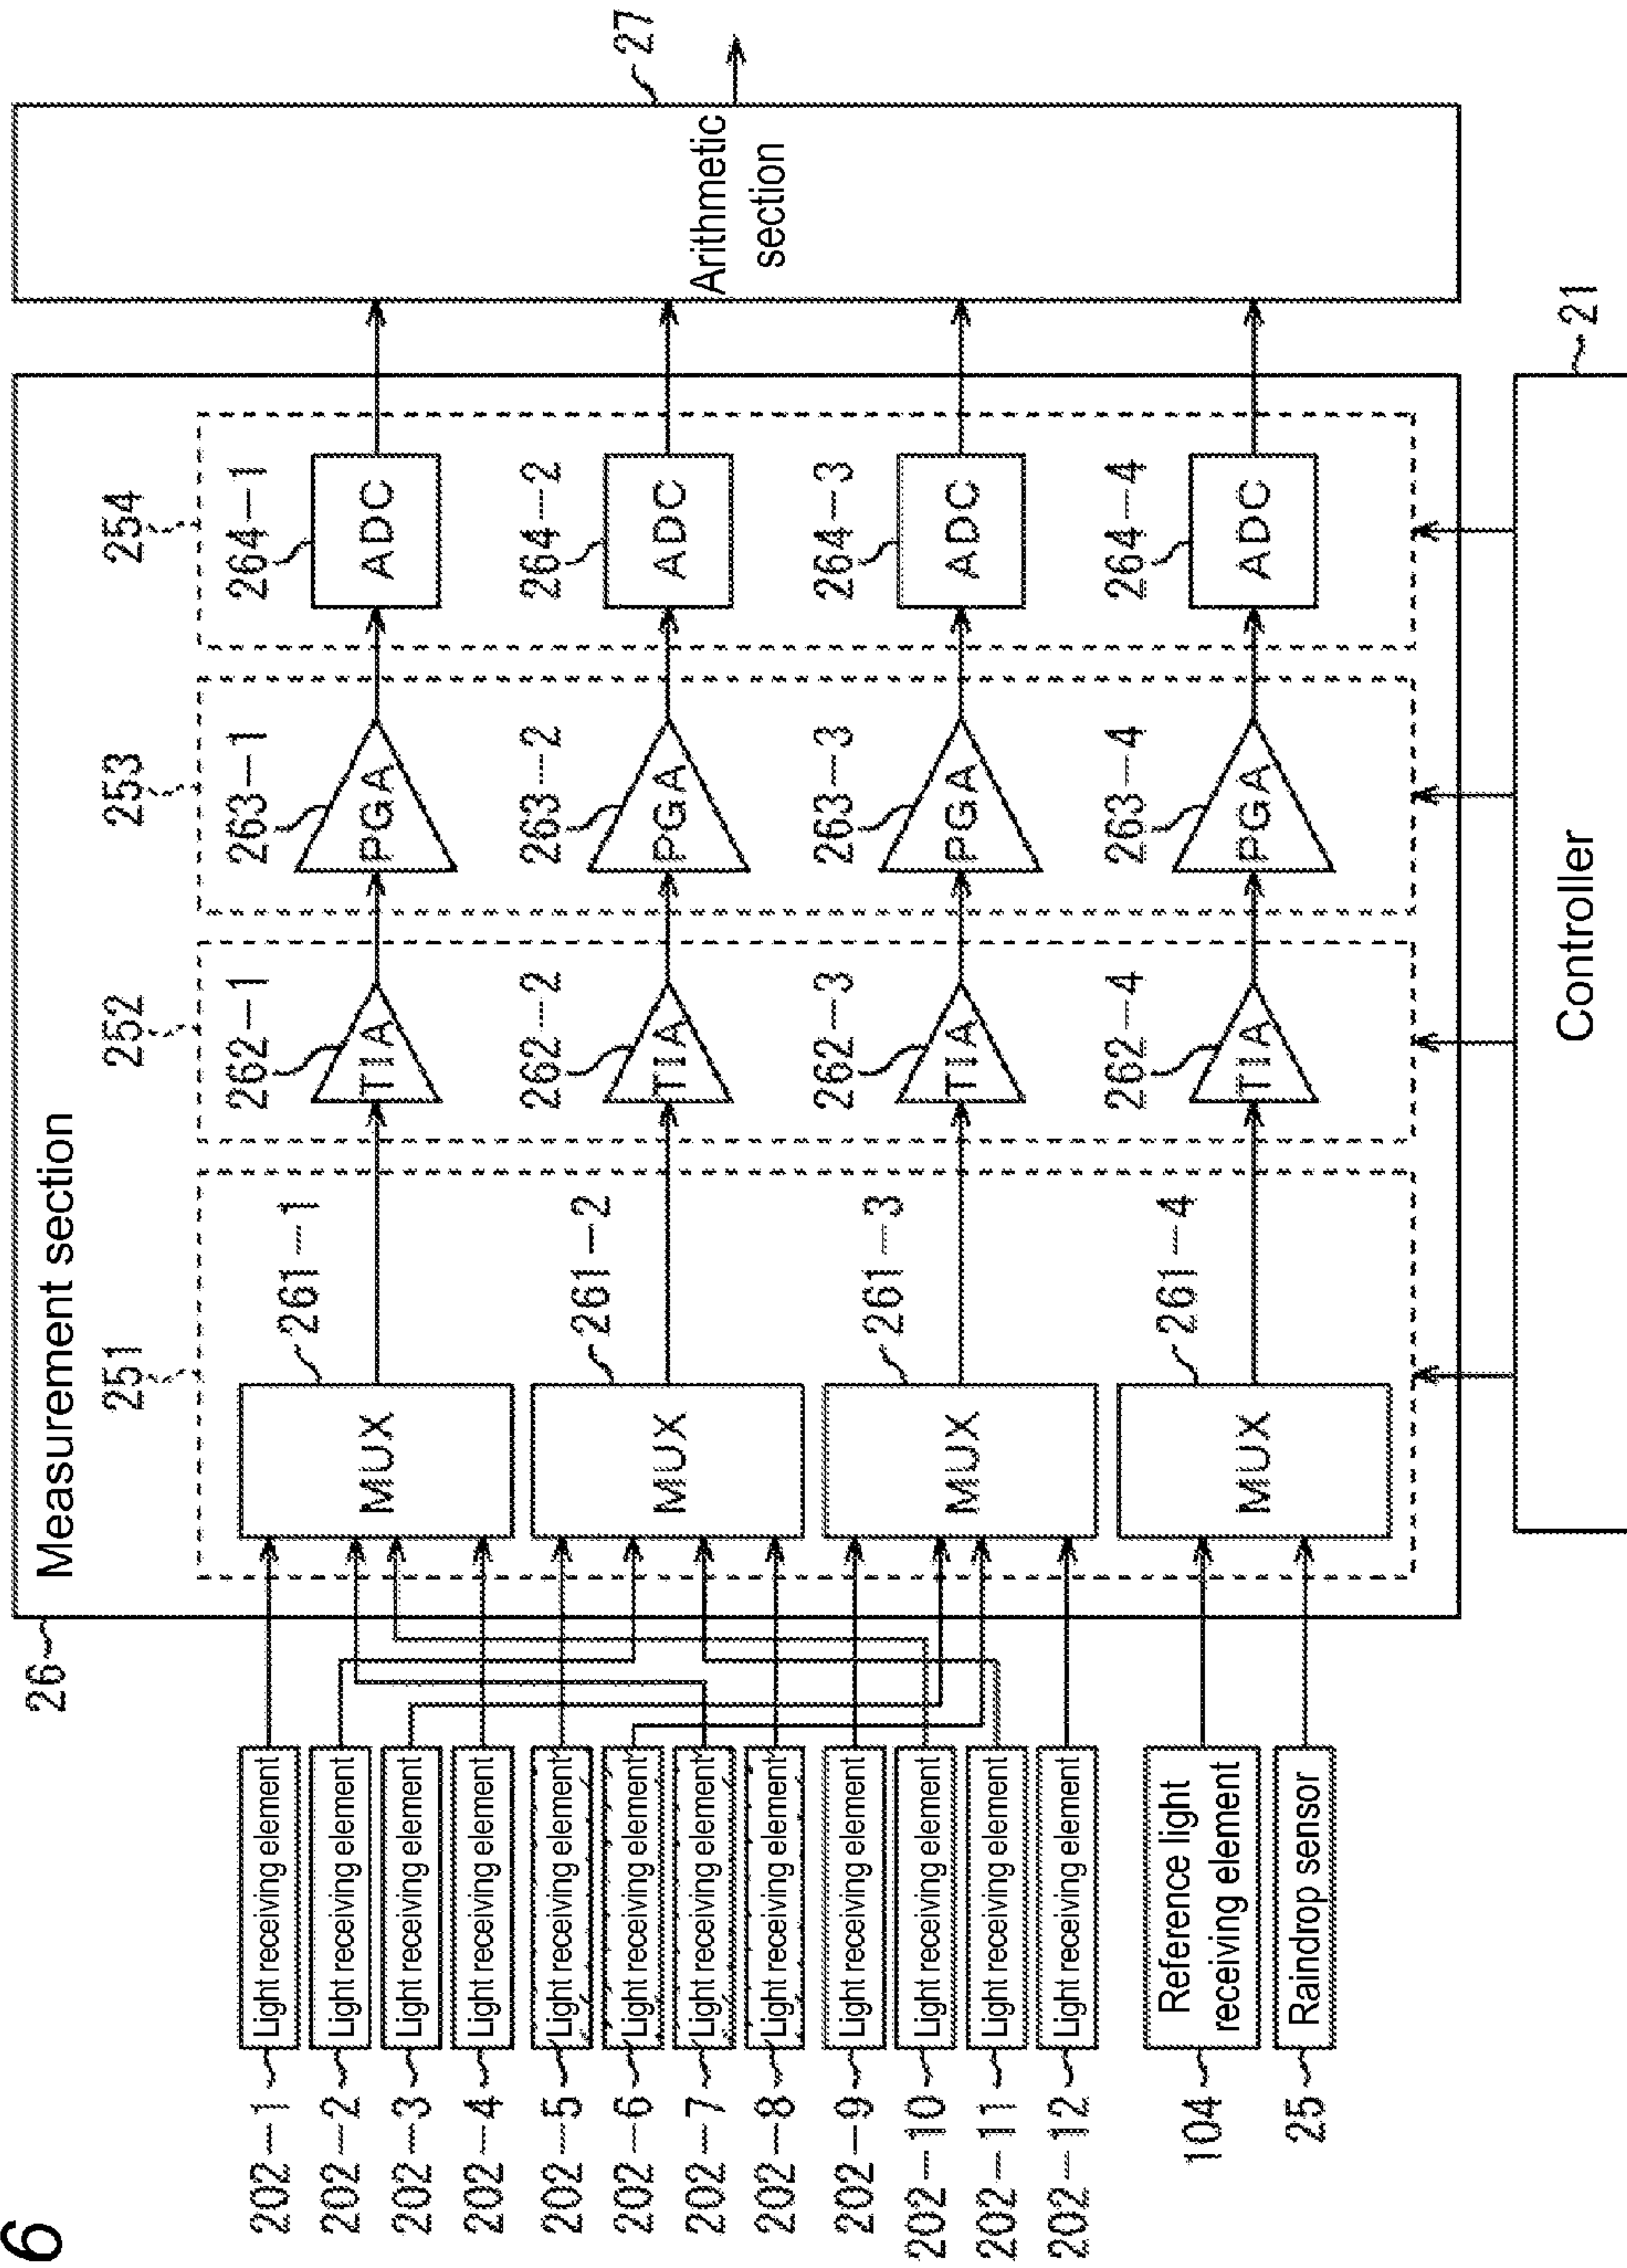 6
26
Measurement section
251
252
253
254
27
202-1
202-2
202-3
202-4
202-5
202-6
202-7
202-8
202-9
202-10
202-11
202-12
104
25
Light receiving element
Light receiving element
Light receiving element
Light receiving element
Light receiving element
Light receiving element
Light receiving element
Light receiving element
Light receiving element
Light receiving element
Light receiving element
Light receiving element
Reference light
receiving element
Raindrop sensor
MUX
261-1
MUX
261-2
MUX
261-3
MUX
261-4
262-1
TIA
262-2
TIA
262-3
TIA
262-4
TIA
263-1
PGA
263-2
PGA
263-3
PGA
263-4
PGA
264-1
ADC
264-2
ADC
264-3
ADC
264-4
ADC
Arithmetic
section
Controller
21